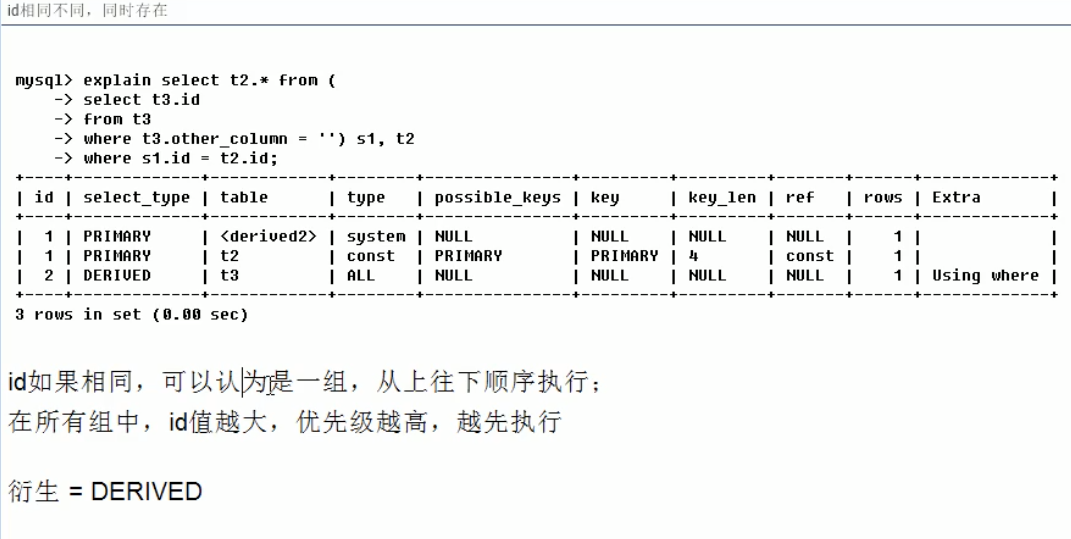 id相同不同，同时存在
mysql> explain select t2.* from (
    -> select t3.id
    -> from t3
    -> where t3.other_column = '') s1, t2
    -> where s1.id = t2.id;
+----+-------------+------------+--------+---------------+---------+---------+-------+------+-------------+
| id | select_type | table      | type   | possible_keys | key     | key_len | ref   | rows | Extra       |
+----+-------------+------------+--------+---------------+---------+---------+-------+------+-------------+
|  1 | PRIMARY     | <derived2> | system | NULL          | NULL    | NULL    | NULL  |    1 |             |
|  1 | PRIMARY     | t2         | const  | PRIMARY       | PRIMARY | 4       | const |    1 |             |
|  2 | DERIVED     | t3         | ALL    | NULL          | NULL    | NULL    | NULL  |    1 | Using where |
+----+-------------+------------+--------+---------------+---------+---------+-------+------+-------------+
3 rows in set (0.00 sec)
id如果相同，可以认为是一组，从上往下顺序执行；
在所有组中，id值越大，优先级越高，越先执行
衍生 = DERIVED